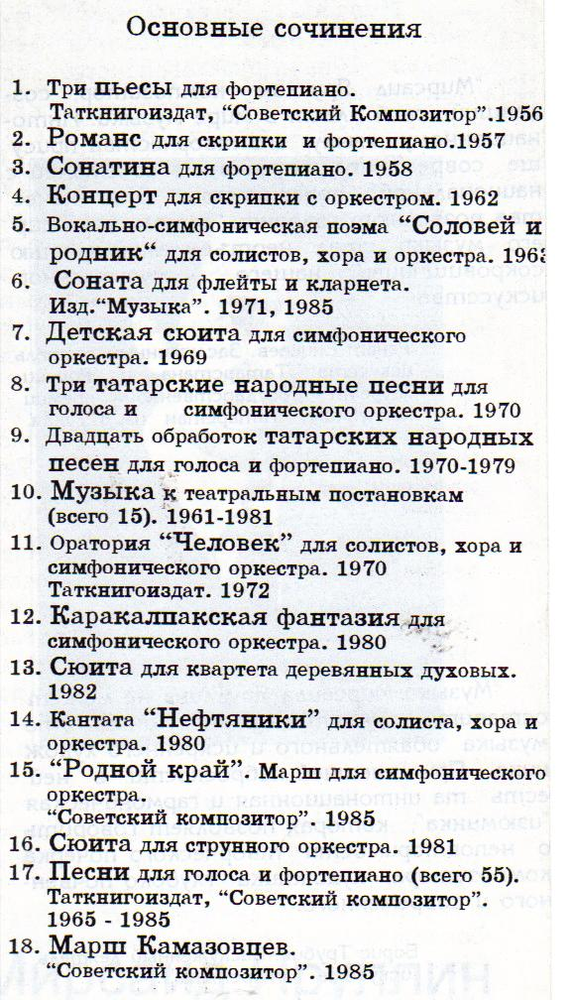 Основные сочинения
1. Три пьесы для фортепиано.
Таткнигоиздат, “Советский Композитор”.1956
2. Романс для скрипки и фортепиано.1957
3. Сонатина для фортепиано. 1958
4. Концерт для скрипки с оркестром. 1962
5. Вокально-симфоническая поэма “Соловей и
родник“ для солистов, хора и оркестра. 1963
6. Соната для флейты и кларнета.
Изд.“Музыка”. 1971, 1985
7. Детская сюита для симфонического
оркестра. 1969
8. Три татарские народные песни для
голоса и симфонического оркестра. 1970
9. Двадцать обработок татарских народных
песен для голоса и фортепиано. 1970-1979
10. Музыка к театральным постановкам
(всего 15). 1961-1981
11. Оратория “Человек” для солистов, хора и
симфонического оркестра. 1970
Таткнигоиздат. 1972
12. Каракалпакская фантазия для
симфонического оркестра. 1980
13. Сюита для квартета деревянных духовых.
1982
14. Кантата “Нефтяники” для солиста, хора и
оркестра. 1980
15. “Родной край”. Марш для симфонического
оркестра.
“Советский композитор”. 1985
16. Сюита для струнного оркестра. 1981
17. Песни для голоса и фортепиано (всего 55).
Таткнигоиздат, “Советский композитор”.
1965 - 1985
18. Марш Камазовцев.
“Советский композитор”. 1985